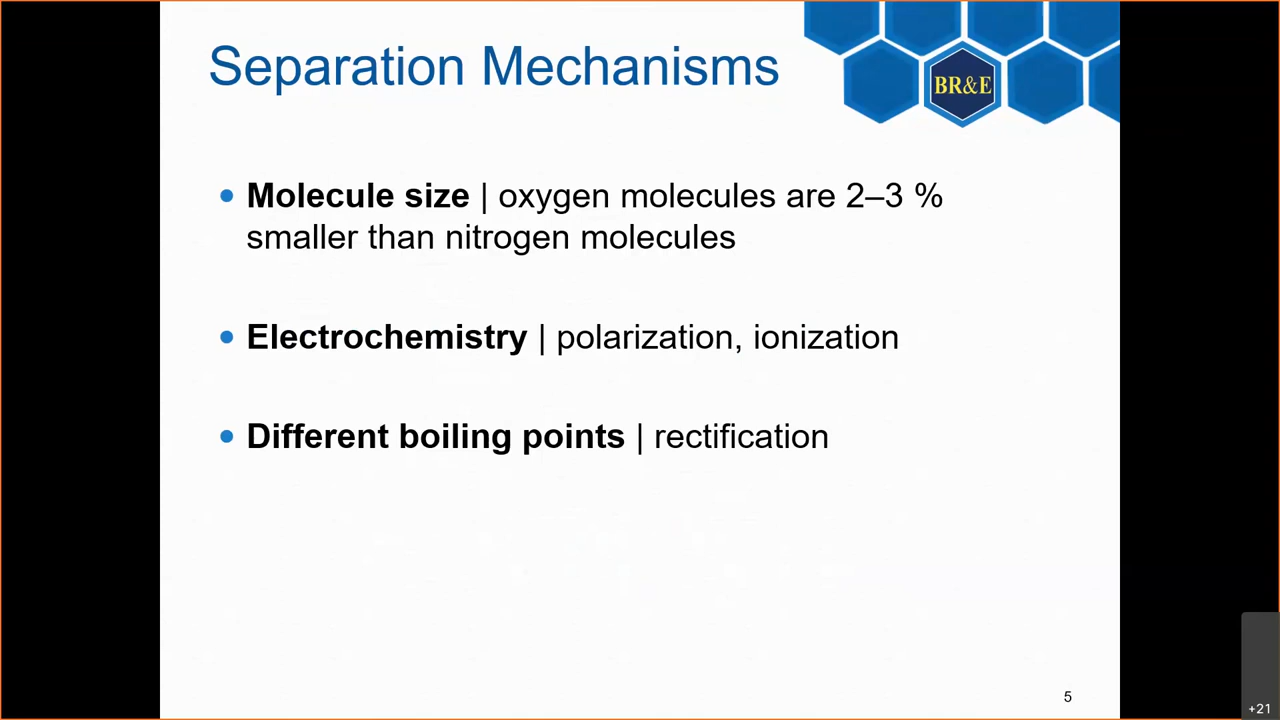 Separation Mechanisms
BR&E
• Molecule size | oxygen molecules are 2–3 %
smaller than nitrogen molecules
• Electrochemistry | polarization, ionization
• Different boiling points | rectification
5
+21